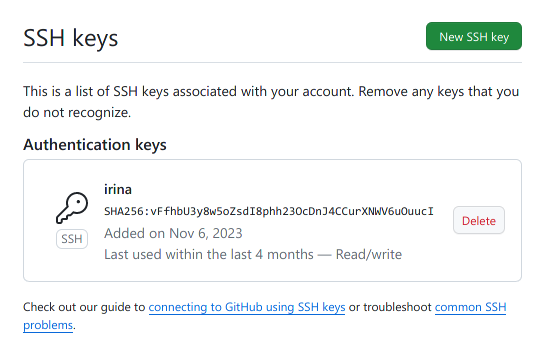 SSH keys
New SSH key
This is a list of SSH keys associated with your account. Remove any keys that you
do not recognize.
Authentication keys
irina
SHA256:vFfhbU3y8w5oZsdI8phh23OcDnJ4CCurXNWV6uOuucI
SSH
Added on Nov 6, 2023
Last used within the last 4 months — Read/write
Delete
Check out our guide to connecting to GitHub using SSH keys or troubleshoot common SSH
problems.